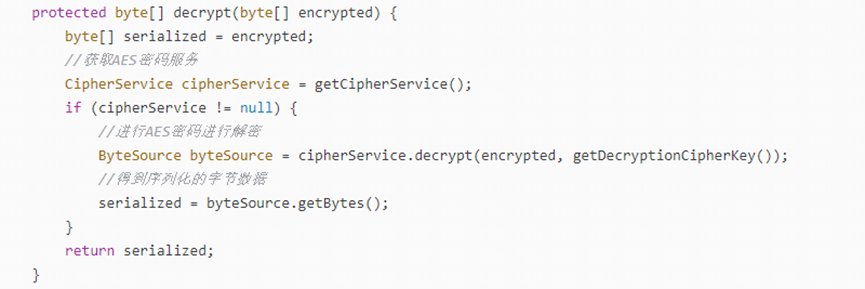 protected byte[] decrypt(byte[] encrypted) {
    byte[] serialized = encrypted;
    //获取AES密码服务
    CipherService cipherService = getCipherService();
    if (cipherService != null) {
        //进行AES密码进行解密
        ByteSource byteSource = cipherService.decrypt(encrypted, getDecryptionCipherKey());
        //得到序列化的字节数据
        serialized = byteSource.getBytes();
    }
    return serialized;
}